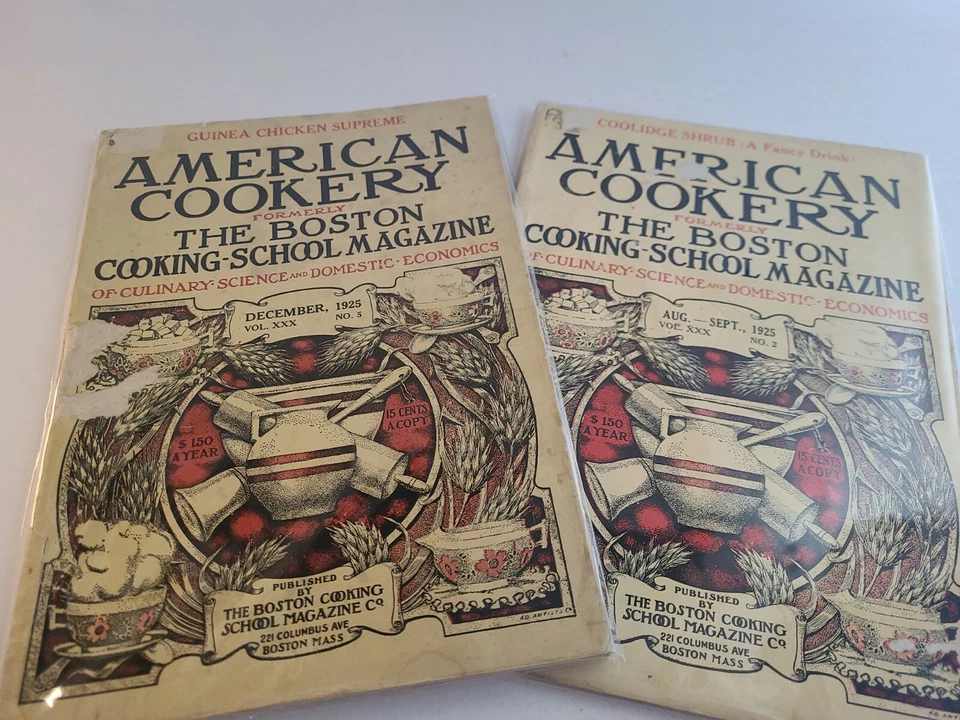 GUINEA CHICKEN SUPREME
AMERICAN
COOKERY
FORMERLY
THE BOSTON
COOKING-SCHOOL MAGAZINE
OF·CULINARY·SCIENCE AND DOMESTIC·ECONOMICS
DECEMBER, 1925
VOL. XXX NO. 5
$ 1 50
A YEAR
15 CENTS
A COPY
PUBLISHED
BY
THE BOSTON COOKING
SCHOOL MAGAZINE Co
221 COLUMBUS AVE
BOSTON MASS
COOLIDGE SHRUB (A Fancy Drink)
AMERICAN
COOKERY
FORMERLY
THE BOSTON
COOKING-SCHOOL MAGAZINE
OF·CULINARY·SCIENCE AND DOMESTIC·ECONOMICS
AUG.—SEPT., 1925
VOL. XXX NO. 2
$ 1 50
A YEAR
15 CENTS
A COPY
PUBLISHED
BY
THE BOSTON COOKING
SCHOOL MAGAZINE Co
221 COLUMBUS AVE
BOSTON MASS